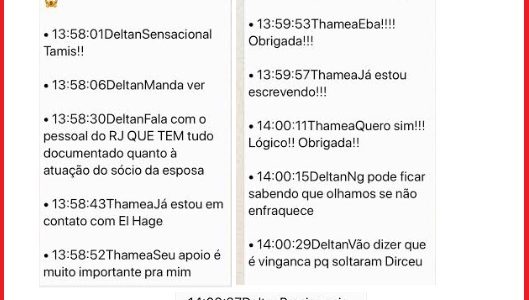 • 13:58:01DeltanSensacional
Tamis!!
• 13:58:06DeltanManda ver
• 13:58:30DeltanFala com o
pessoal do RJ QUE TEM tudo
documentado quanto à
atuação do sócio da esposa
• 13:58:43ThameaJá estou em
contato com El Hage
• 13:58:52ThameaSeu apoio é
muito importante pra mim
• 13:59:53ThameaEba!!!!
Obrigada!!!
• 13:59:57ThameaJá estou
escrevendo!!!
• 14:00:11ThameaQuero sim!!!
Lógico!! Obrigada!!
• 14:00:15DeltanNg pode ficar
sabendo que olhamos se não
enfraquece
• 14:00:29DeltanVão dizer que
é vinganca pq soltaram Dirceu